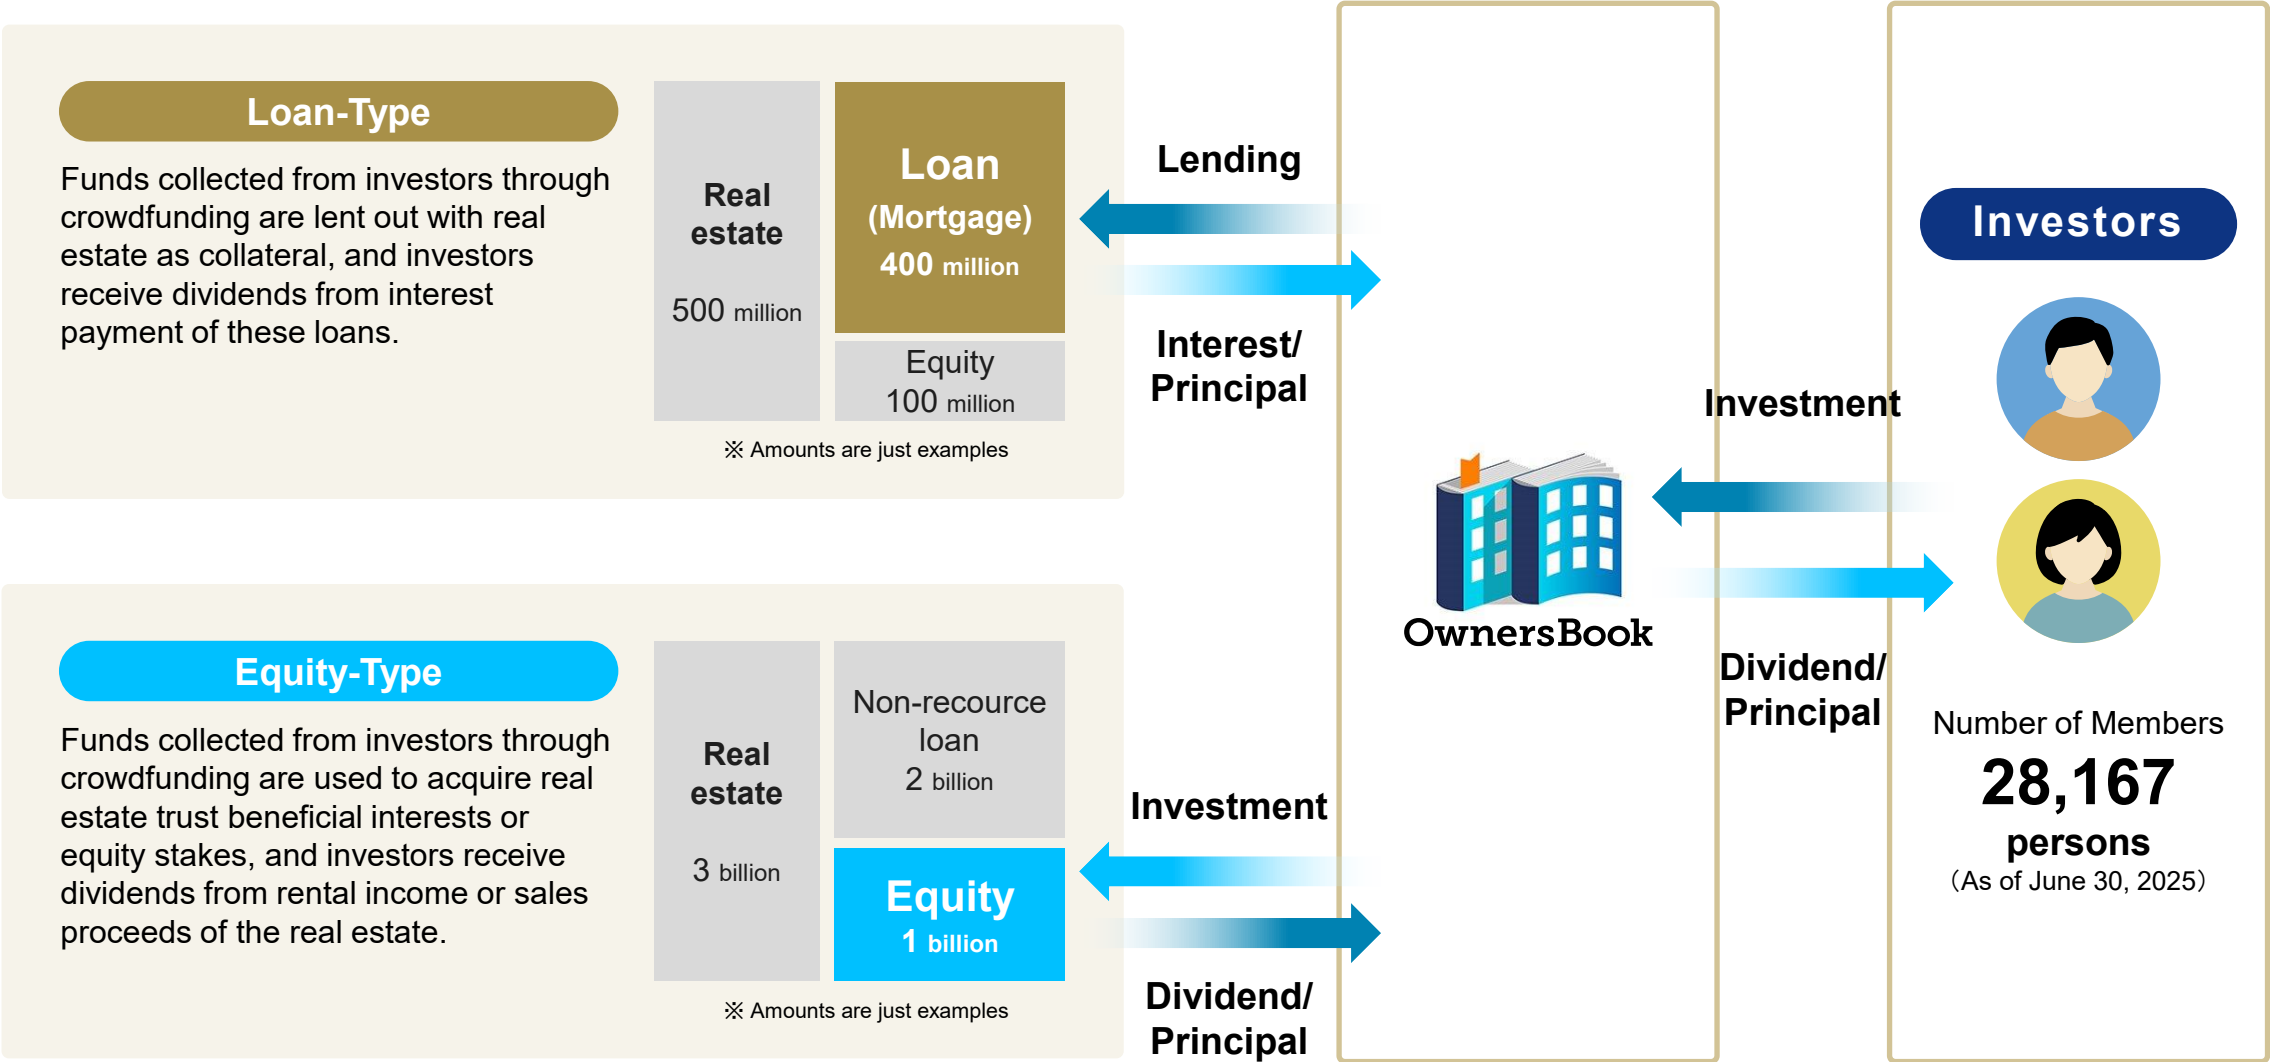 Loan-Type
Funds collected from investors through
crowdfunding are lent out with real
estate as collateral, and investors
receive dividends from interest
payment of these loans.
Real
estate
500 million
Loan
(Mortgage)
400 million
Equity
100 million
※ Amounts are just examples
Lending
Interest/
Principal
Equity-Type
Funds collected from investors through
crowdfunding are used to acquire real
estate trust beneficial interests or
equity stakes, and investors receive
dividends from rental income or sales
proceeds of the real estate.
Real
estate
3 billion
Non-recource
loan
2 billion
Equity
1 billion
※ Amounts are just examples
Investment
Dividend/
Principal
OwnersBook
Investment
Dividend/
Principal
Investors
Number of Members
28,167
persons
（As of June 30, 2025）